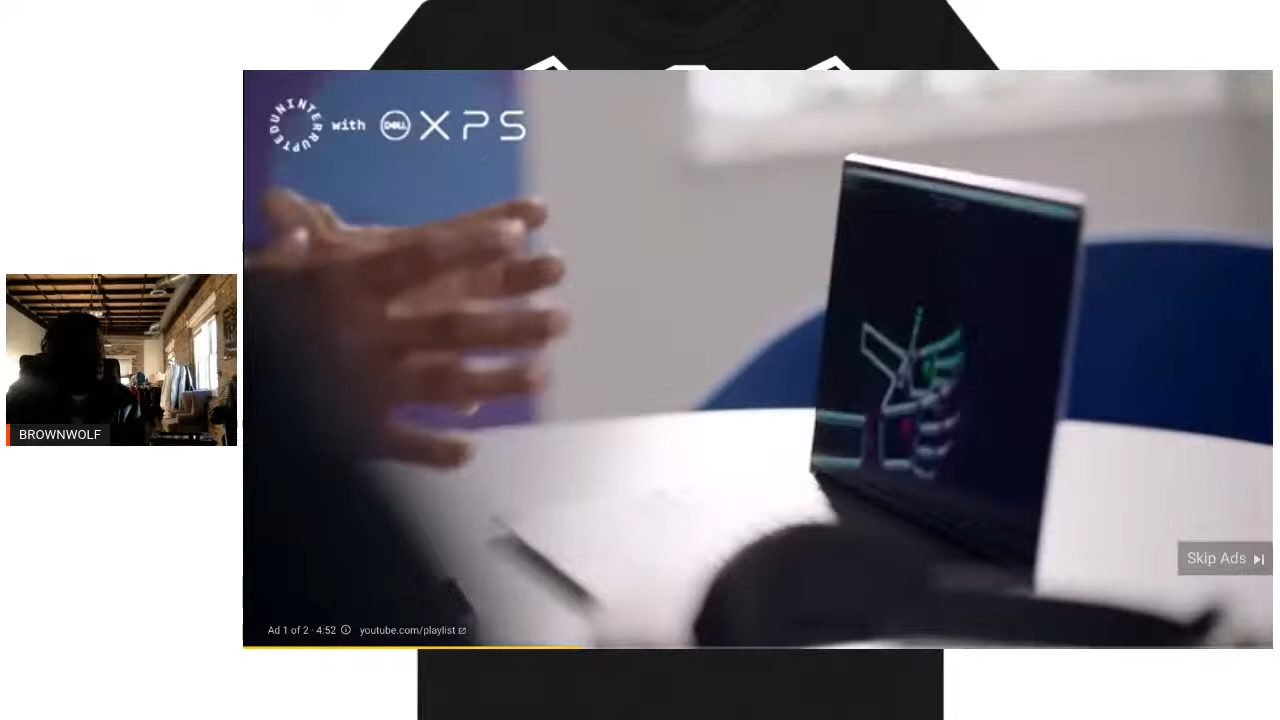 UNINTERRUPTED with DELL XPS
BROWNWOLF
Skip Ads
Ad 1 of 2 · 4:52 youtube.com/playlist